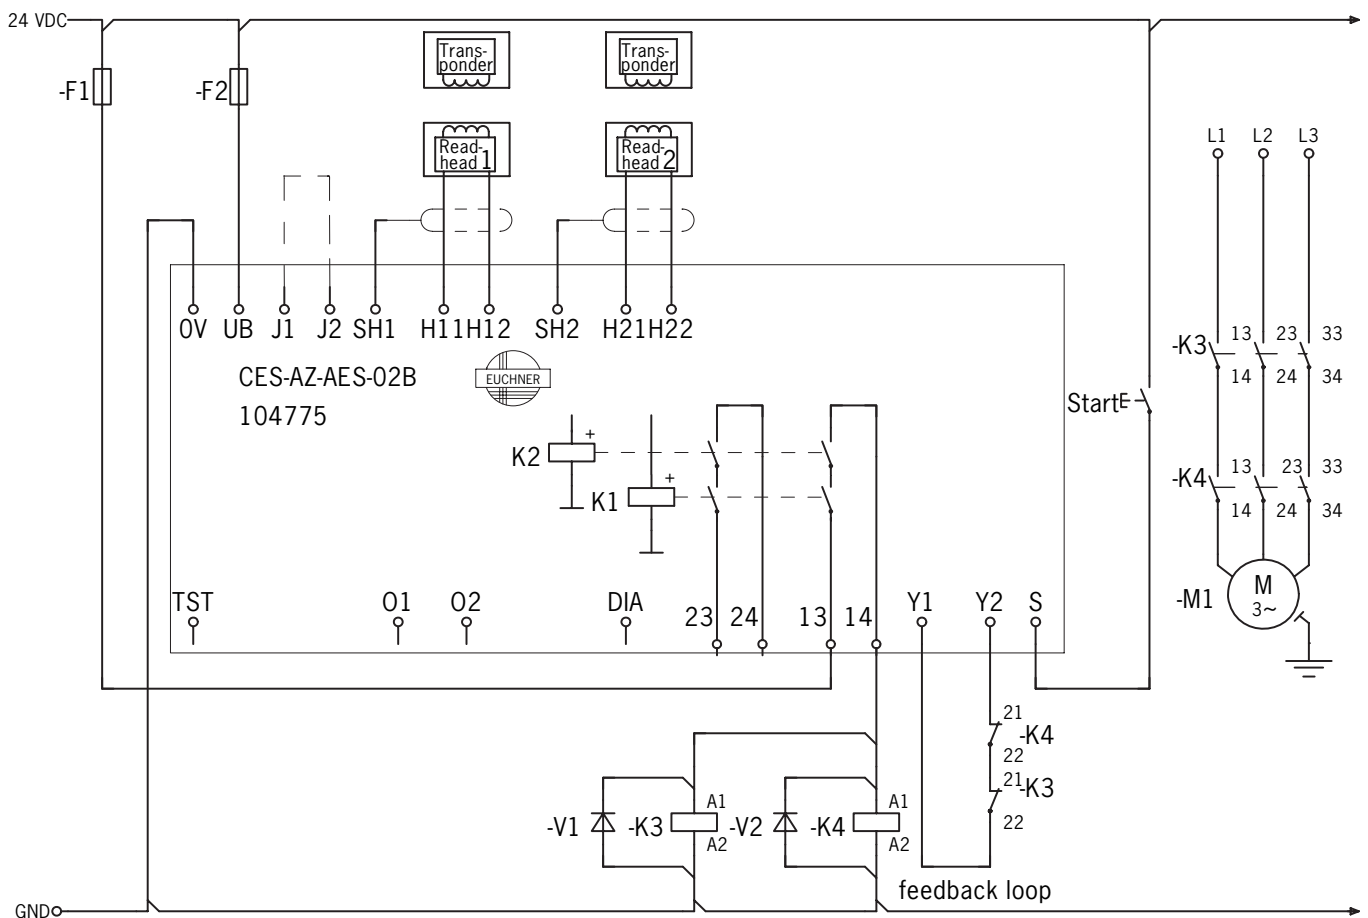 24 VDC
Trans-
ponder
Trans-
ponder
-F1
-F2
Read-
head 1
Read-
head 2
L1 L2 L3
0V UB J1 J2 SH1 H11 H12 SH2 H21 H22
-K3 13 23 33
14 24 34
CES-AZ-AES-02B
EUCHNER
104775
Start
K2 +
K1 +
-K4 13 23 33
14 24 34
TST O1 O2 DIA 23 24 13 14 Y1 Y2 S
-M1 M
3~
21
-K4
22
21
-K3
22
-V1 -K3 A1
A2
-V2 -K4 A1
A2
feedback loop
GND